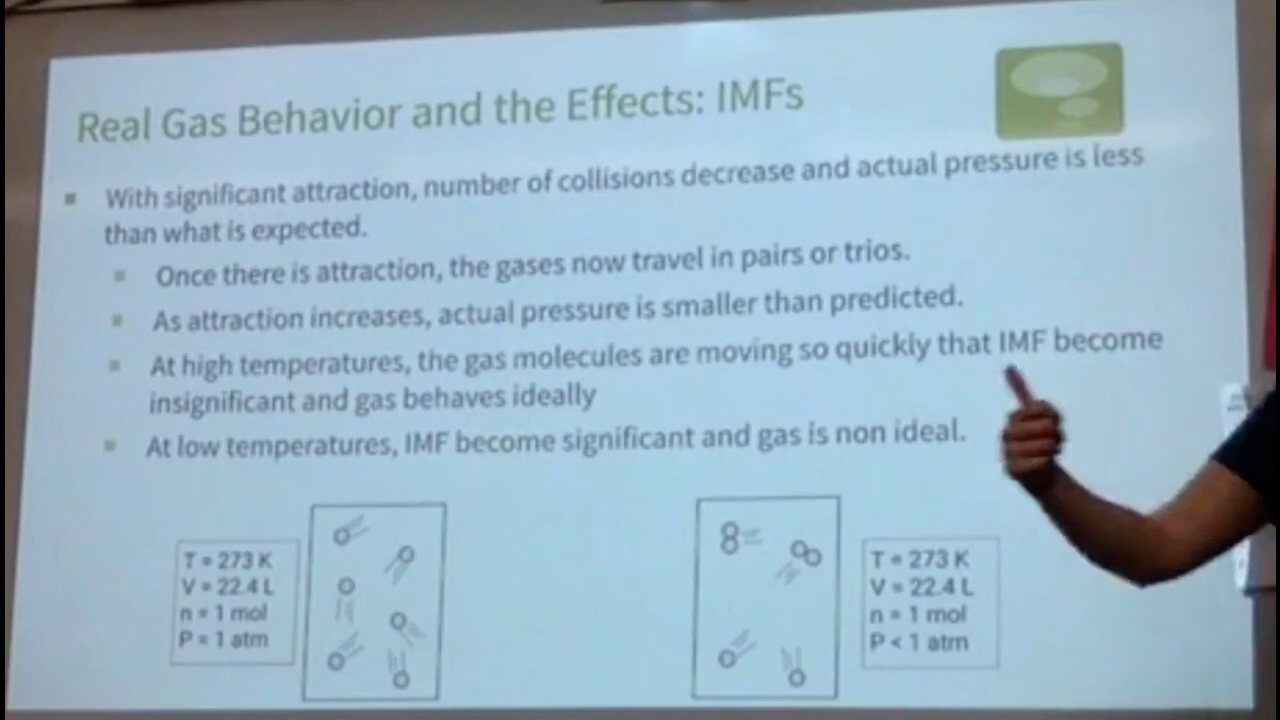 Real Gas Behavior and the Effects: IMFs
With significant attraction, number of collisions decrease and actual pressure is less
than what is expected.
Once there is attraction, the gases now travel in pairs or trios.
As attraction increases, actual pressure is smaller than predicted.
At high temperatures, the gas molecules are moving so quickly that IMF become
insignificant and gas behaves ideally
At low temperatures, IMF become significant and gas is non ideal.
T = 273 K
V = 22.4 L
n = 1 mol
P = 1 atm
T = 273 K
V = 22.4 L
n = 1 mol
P < 1 atm